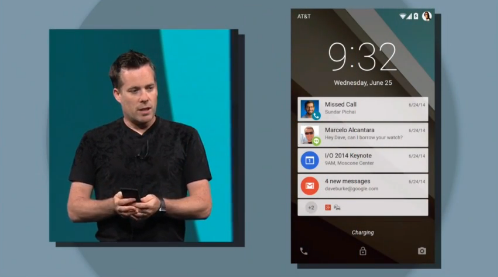 AT&T
9:32
Wednesday, June 25
Missed Call
6/24/14
Sundar Pichai
Marcelo Alcantara
6/24/14
Hey Dave, can I borrow your watch?
I/O 2014 Keynote
6/24/14
9AM, Moscone Center
4 new messages
6/24/14
daveburke@google.com
+2
Charging